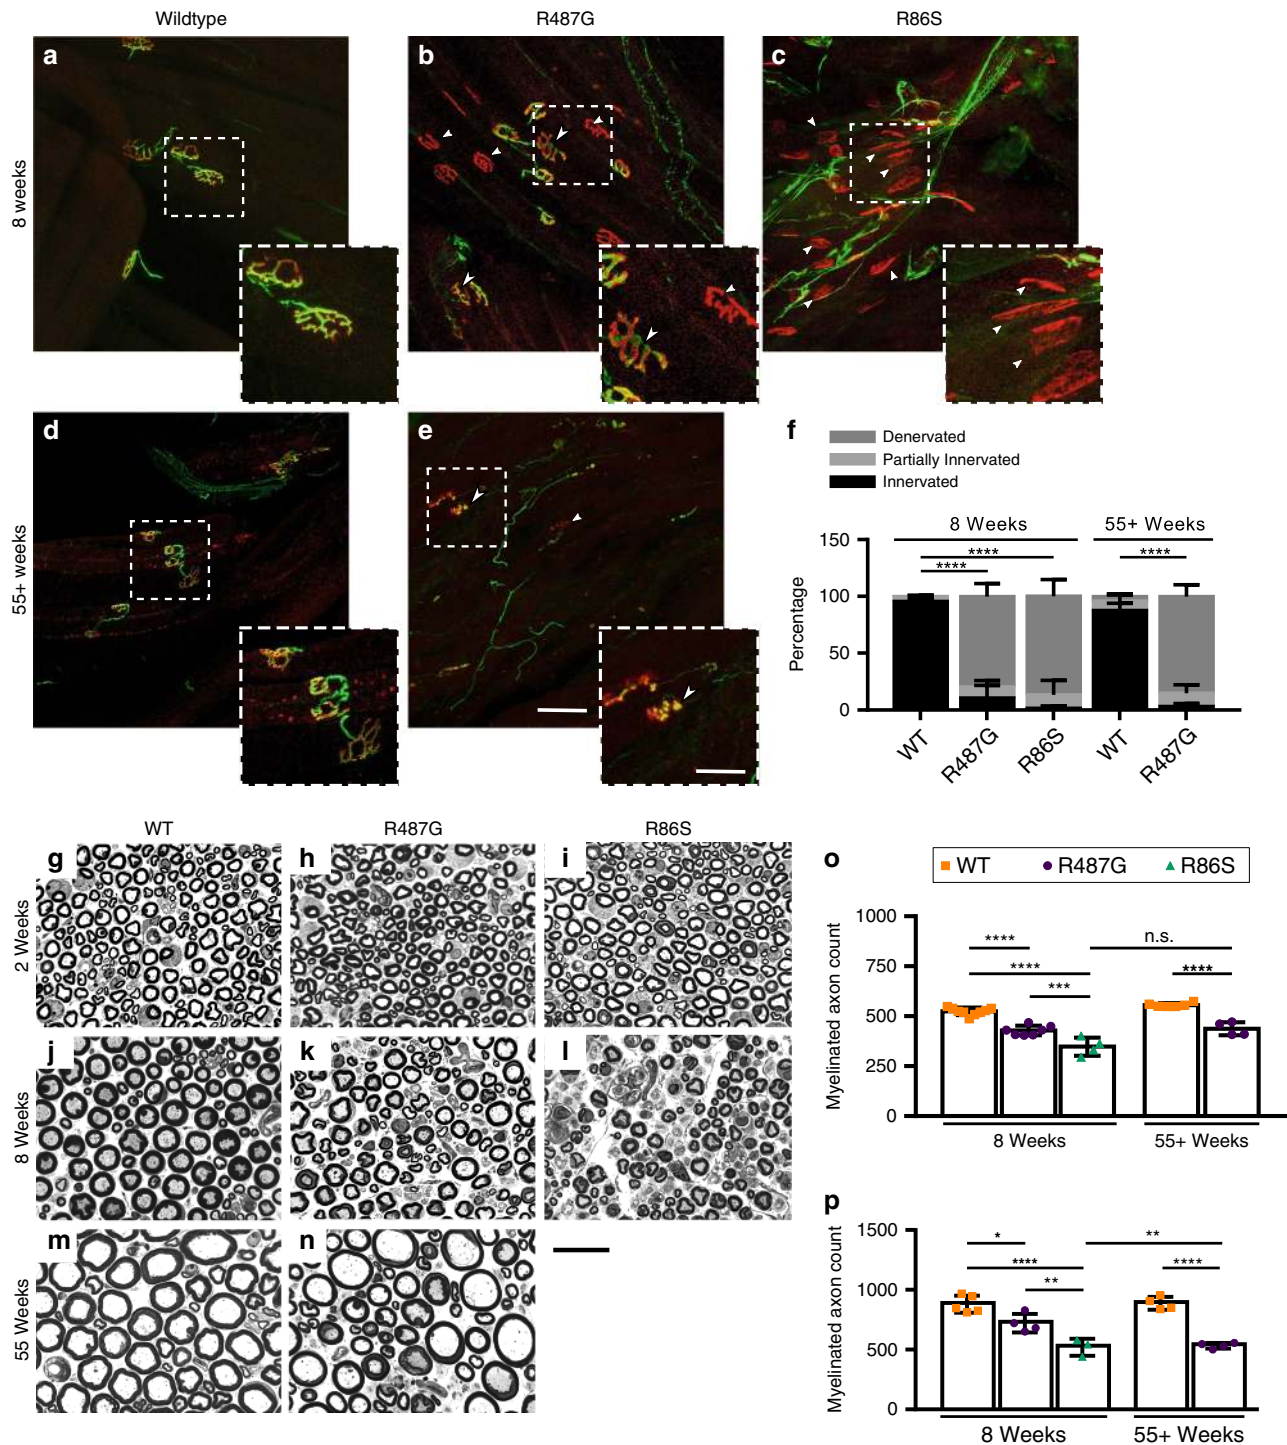 Wildtype
R487G
R86S
8 weeks
a
b
c
55+ weeks
d
e
f
Denervated
Partially Innervated
Innervated
8 Weeks
55+ Weeks
****
****
****
Percentage
150
100
50
0
WT
R487G
R86S
WT
R487G
WT
R487G
R86S
2 Weeks
g
h
i
8 Weeks
j
k
l
55 Weeks
m
n
o
WT
R487G
R86S
Myelinated axon count
1000
750
500
250
0
****
****
***
n.s.
****
8 Weeks
55+ Weeks
p
Myelinated axon count
1500
1000
500
0
*
****
**
**
****
8 Weeks
55+ Weeks